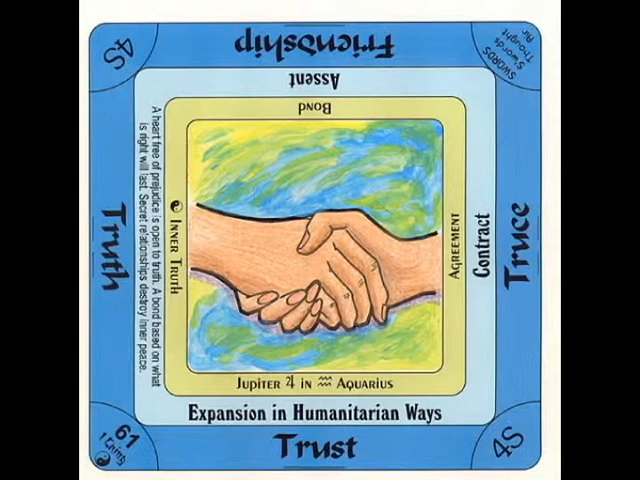 Friendship
Assent
Bond
4S
SWORDS
S'words
Thought
Air
Truth
A heart free of prejudice is open to truth. A bond based on what
is right will last. Secret relationships destroy inner peace.
☯ Inner Truth
Agreement
Contract
Truce
Jupiter ♃ in ♒ Aquarius
Expansion in Humanitarian Ways
Trust
61
I Ching
4S